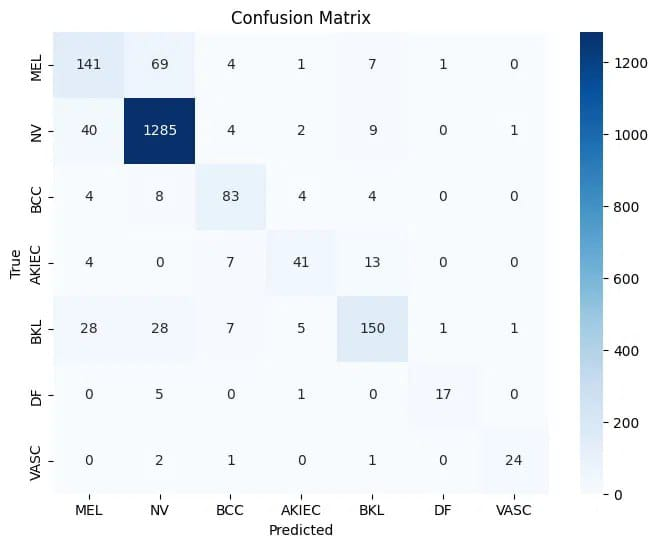 Confusion Matrix
MEL 141 69 4 1 7 1 0
NV 40 1285 4 2 9 0 1
BCC 4 8 83 4 4 0 0
AKIEC 4 0 7 41 13 0 0
BKL 28 28 7 5 150 1 1
DF 0 5 0 1 0 17 0
VASC 0 2 1 0 1 0 24
True
MEL NV BCC AKIEC BKL DF VASC
Predicted
1200
1000
800
600
400
200
0